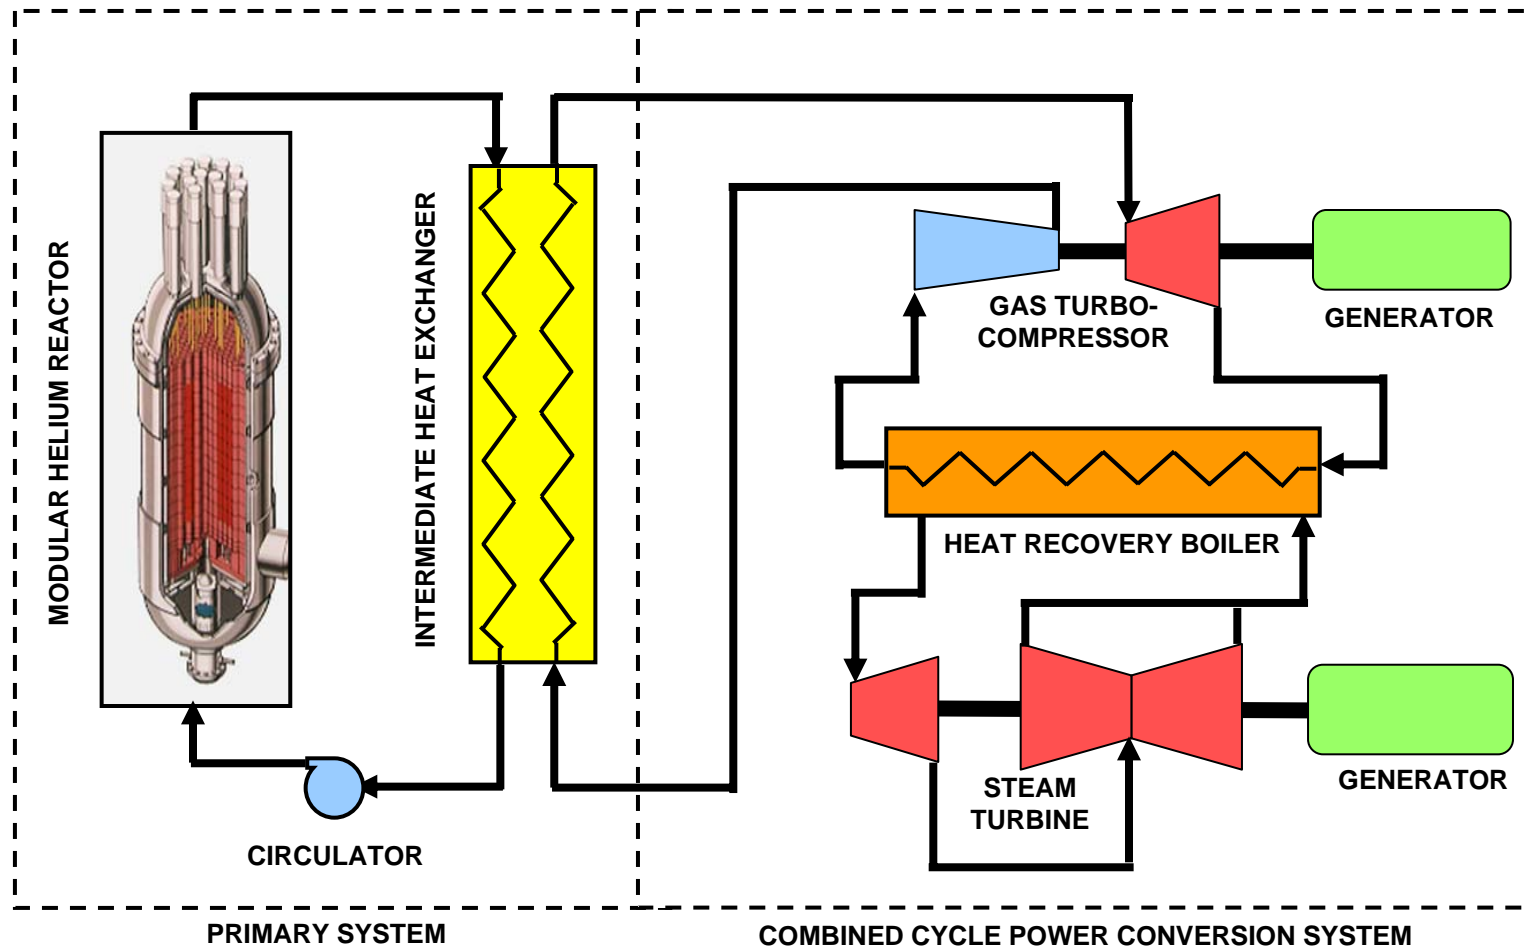 MODULAR HELIUM REACTOR
INTERMEDIATE HEAT EXCHANGER
GAS TURBO-
COMPRESSOR
GENERATOR
HEAT RECOVERY BOILER
STEAM
TURBINE
GENERATOR
CIRCULATOR
PRIMARY SYSTEM
COMBINED CYCLE POWER CONVERSION SYSTEM